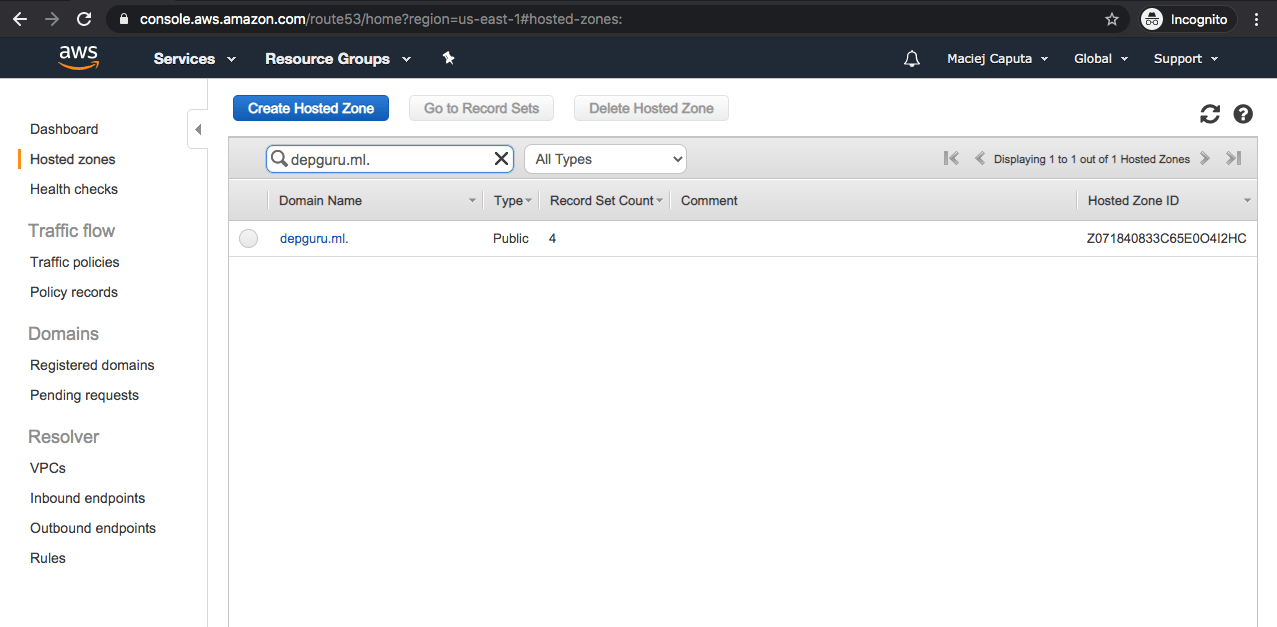 console.aws.amazon.com/route53/home?region=us-east-1#hosted-zones:
Incognito
aws
Services
Resource Groups
Maciej Caputa
Global
Support
Dashboard
Hosted zones
Health checks
Traffic flow
Traffic policies
Policy records
Domains
Registered domains
Pending requests
Resolver
VPCs
Inbound endpoints
Outbound endpoints
Rules
Create Hosted Zone Go to Record Sets Delete Hosted Zone
depguru.ml. All Types Displaying 1 to 1 out of 1 Hosted Zones
Domain Name Type Record Set Count Comment Hosted Zone ID
depguru.ml. Public 4 Z071840833C65E0O4I2HC